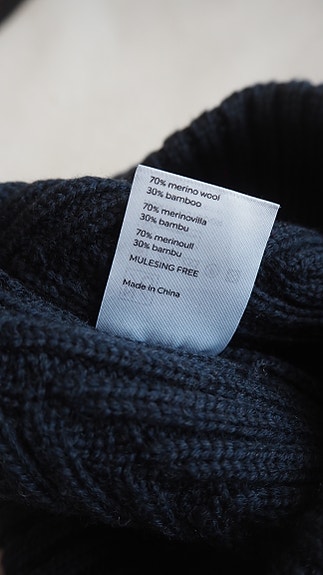 70% merino wool
30% bamboo
70% merinovilla
30% bambu
70% merinoull
30% bambu
MULESING FREE
Made in China